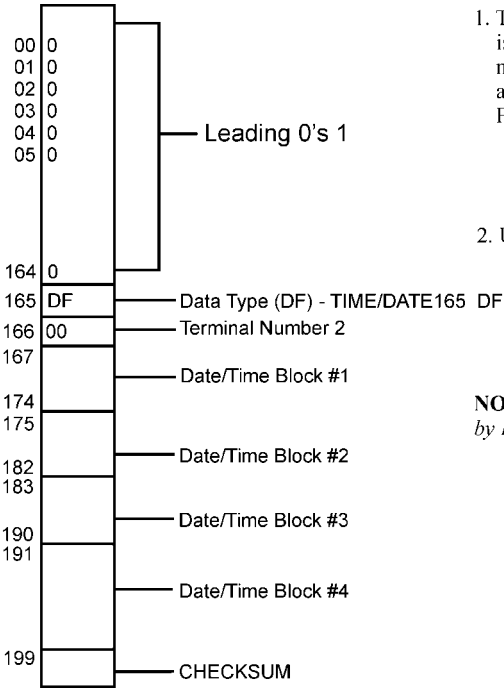 00 0
01 0
02 0
03 0
04 0
05 0
Leading 0's 1
164 0
165 DF Data Type (DF) - TIME/DATE165 DF
166 00 Terminal Number 2
167
Date/Time Block #1
174
175
Date/Time Block #2
182
183
Date/Time Block #3
190
191
Date/Time Block #4
199
CHECKSUM
1.
2.
by